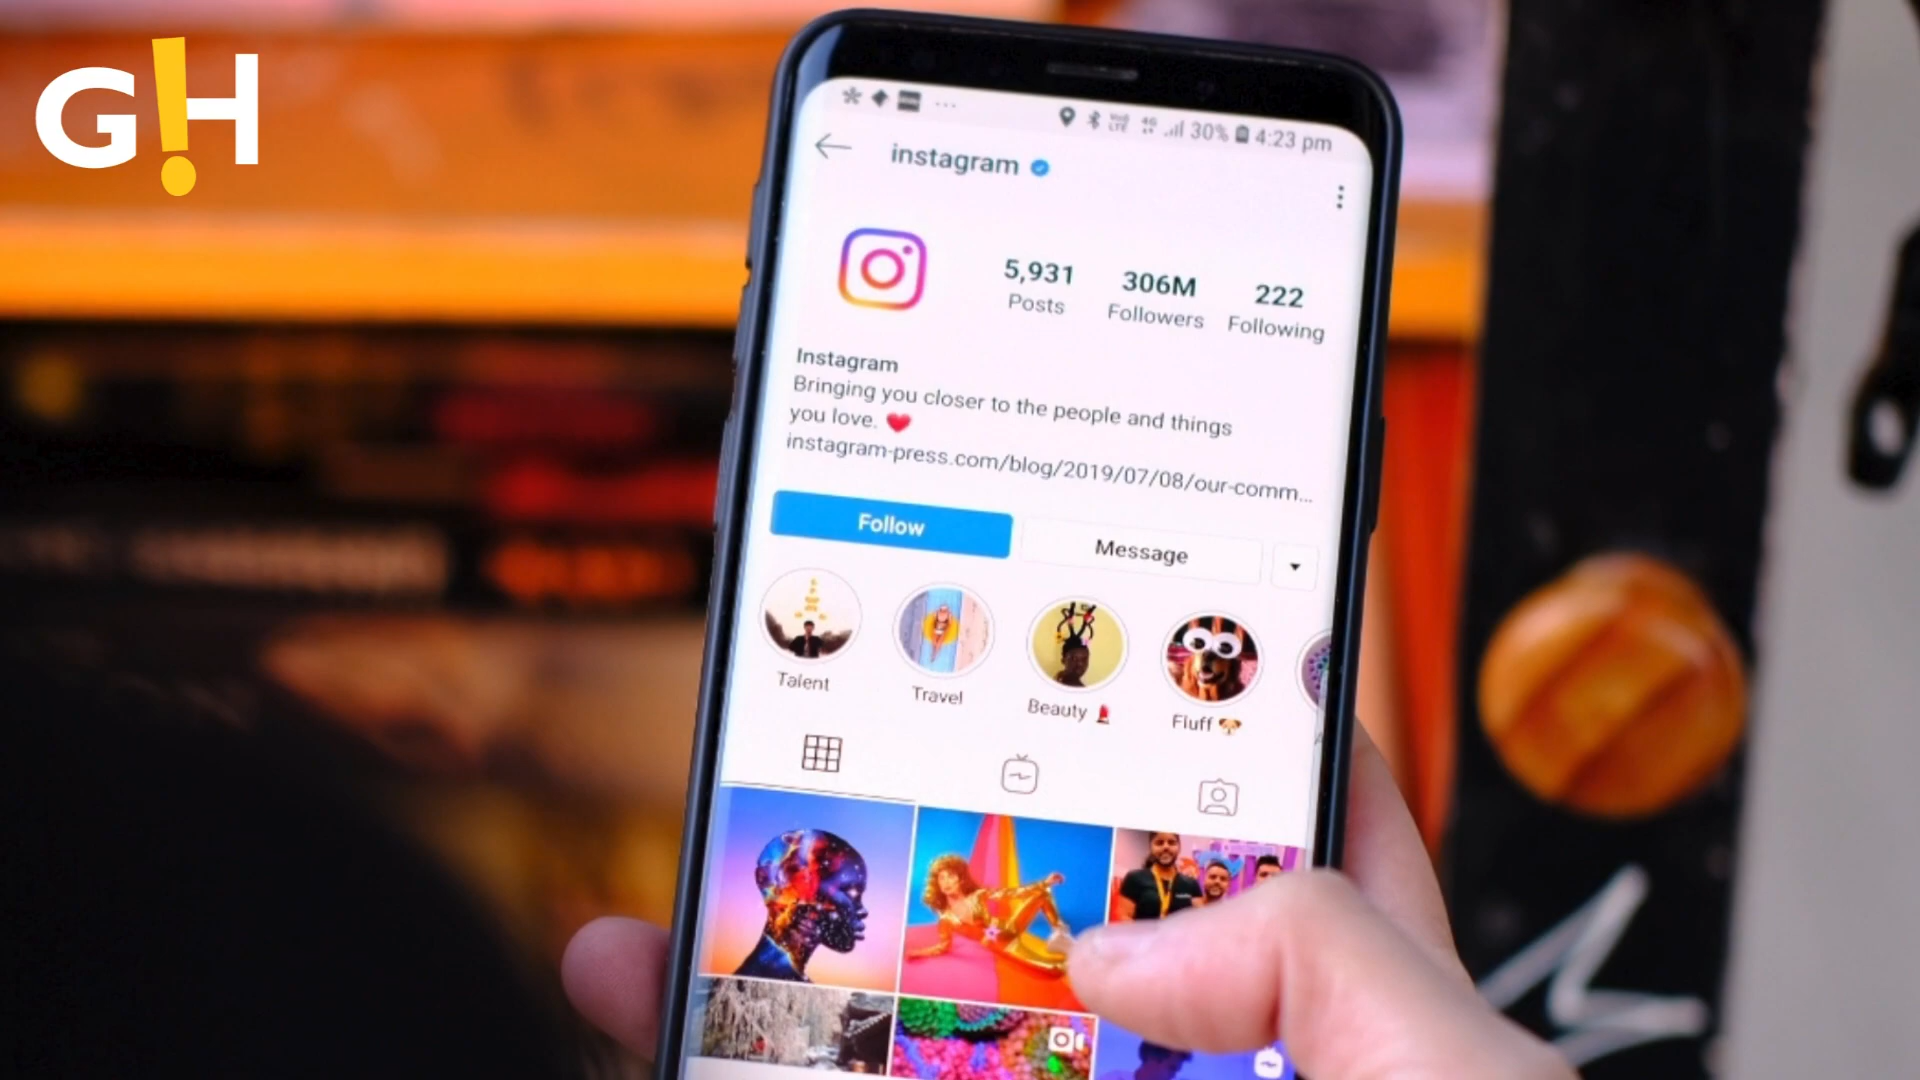 G!H
30% 4:23 pm
instagram
5,931 306M 222
Posts Followers Following
Instagram
Bringing you closer to the people and things
you love. ❤️
instagram-press.com/blog/2019/07/08/our-comm...
Follow Message
Talent Travel Beauty 💄 Fluff 🐶